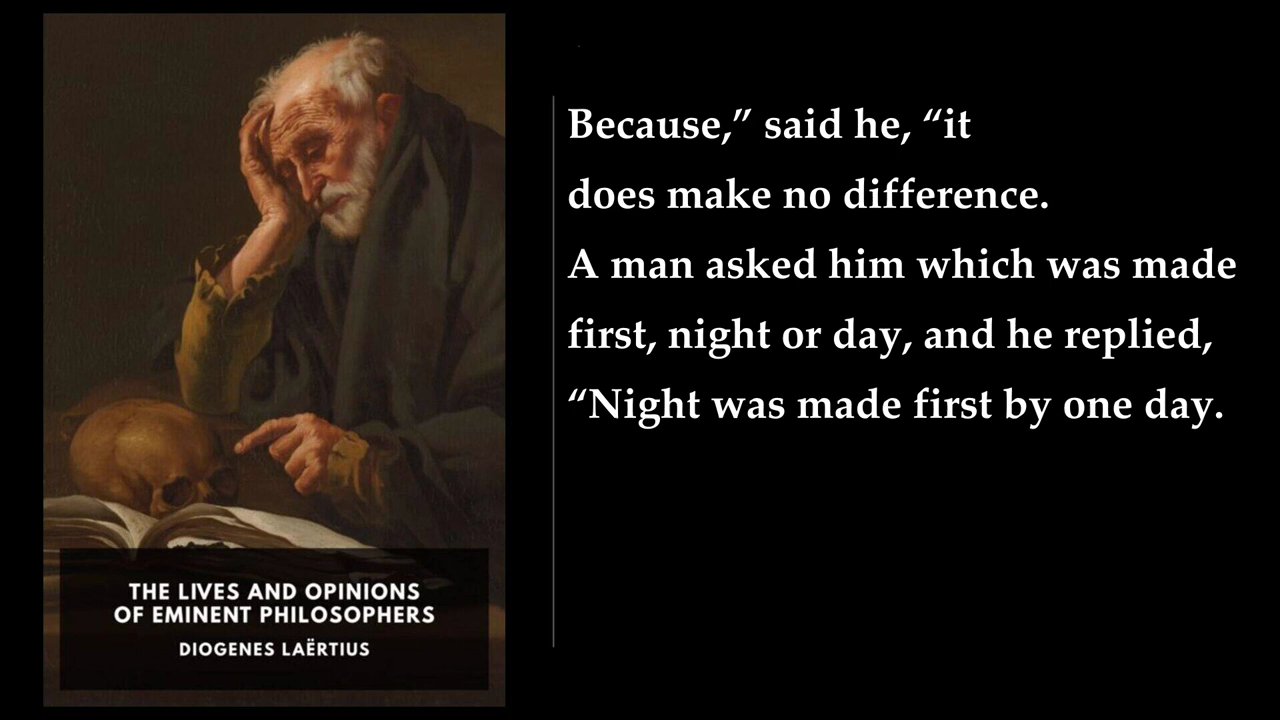 THE LIVES AND OPINIONS
OF EMINENT PHILOSOPHERS
DIOGENES LAËRTIUS
Because,” said he, “it
does make no difference.
A man asked him which was made
first, night or day, and he replied,
“Night was made first by one day.